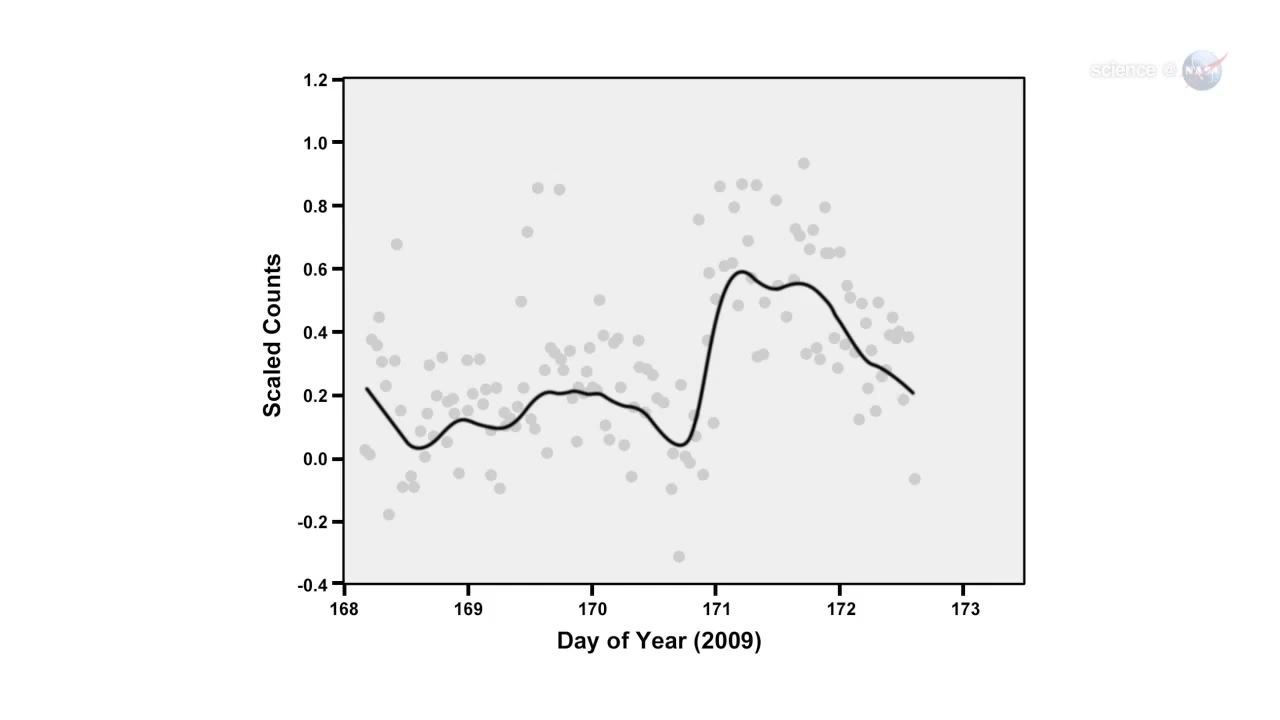 science @ NASA
1.2
1.0
0.8
0.6
0.4
0.2
0.0
-0.2
-0.4
Scaled Counts
168 169 170 171 172 173
Day of Year (2009)